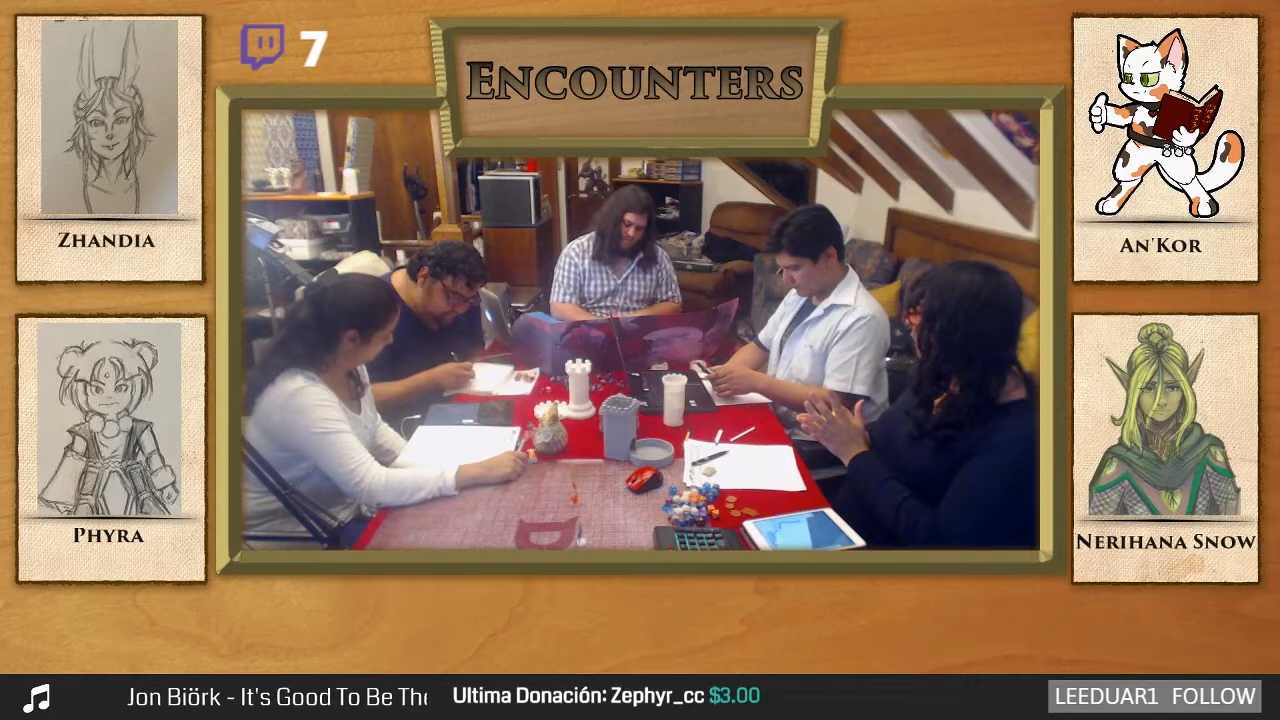 7
ENCOUNTERS
ZHANDIA
AN'KOR
PHYRA
NERIHANA SNOW
Jon Biörk - It's Good To Be The
Ultima Donación: Zephyr_cc $3.00
LEEDUAR1 FOLLOW